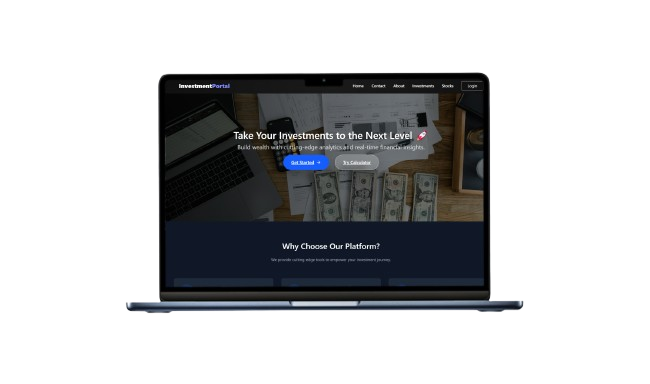 InvestmentPortal
Home Contact About Investments Stocks Login
Take Your Investments to the Next Level 🚀
Build wealth with cutting-edge analytics and real-time financial insights.
Get Started → Try Calculator
Why Choose Our Platform?
We provide cutting-edge tools to empower your investment journey.